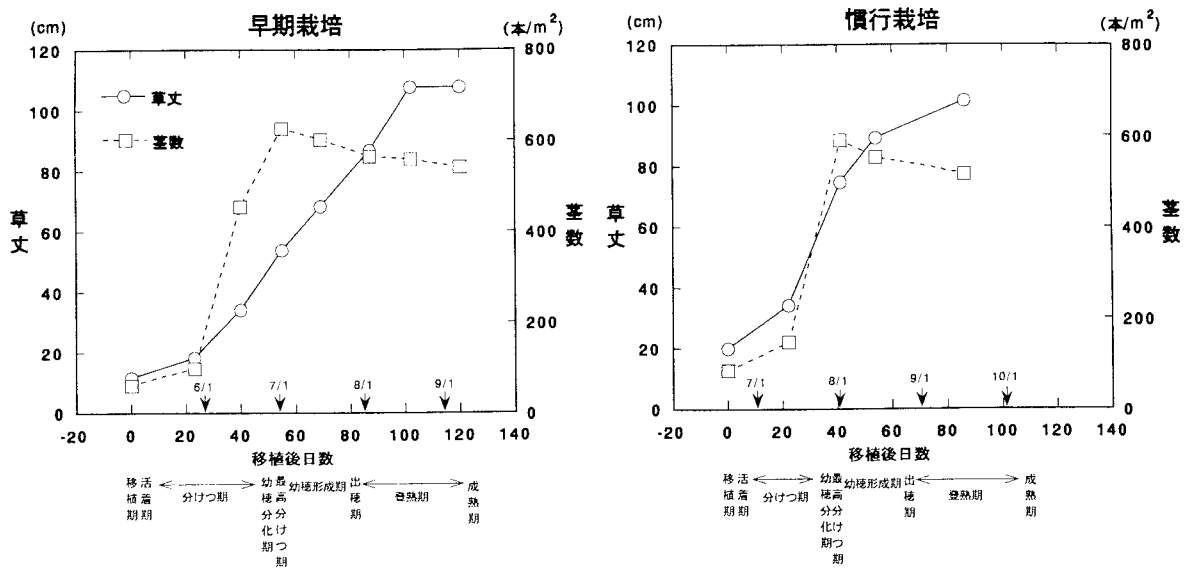 早期栽培
(cm)
(本/m²)
120
100
80
60
40
20
0
800
600
400
200
0
草丈
茎数
草丈
茎数
6/1
7/1
8/1
9/1
-20 0 20 40 60 80 100 120 140
移植後日数
移植期
活着期
分けつ期
幼穂分化期
最高分けつ期
幼穂形成期
出穂期
登熟期
成熟期
慣行栽培
(cm)
(本/m²)
120
100
80
60
40
20
0
800
600
400
200
0
草丈
茎数
7/1
8/1
9/1
10/1
-20 0 20 40 60 80 100 120 140
移植後日数
移植期
活着期
分けつ期
幼穂分化期
最高分けつ期
幼穂形成期
出穂期
登熟期
成熟期